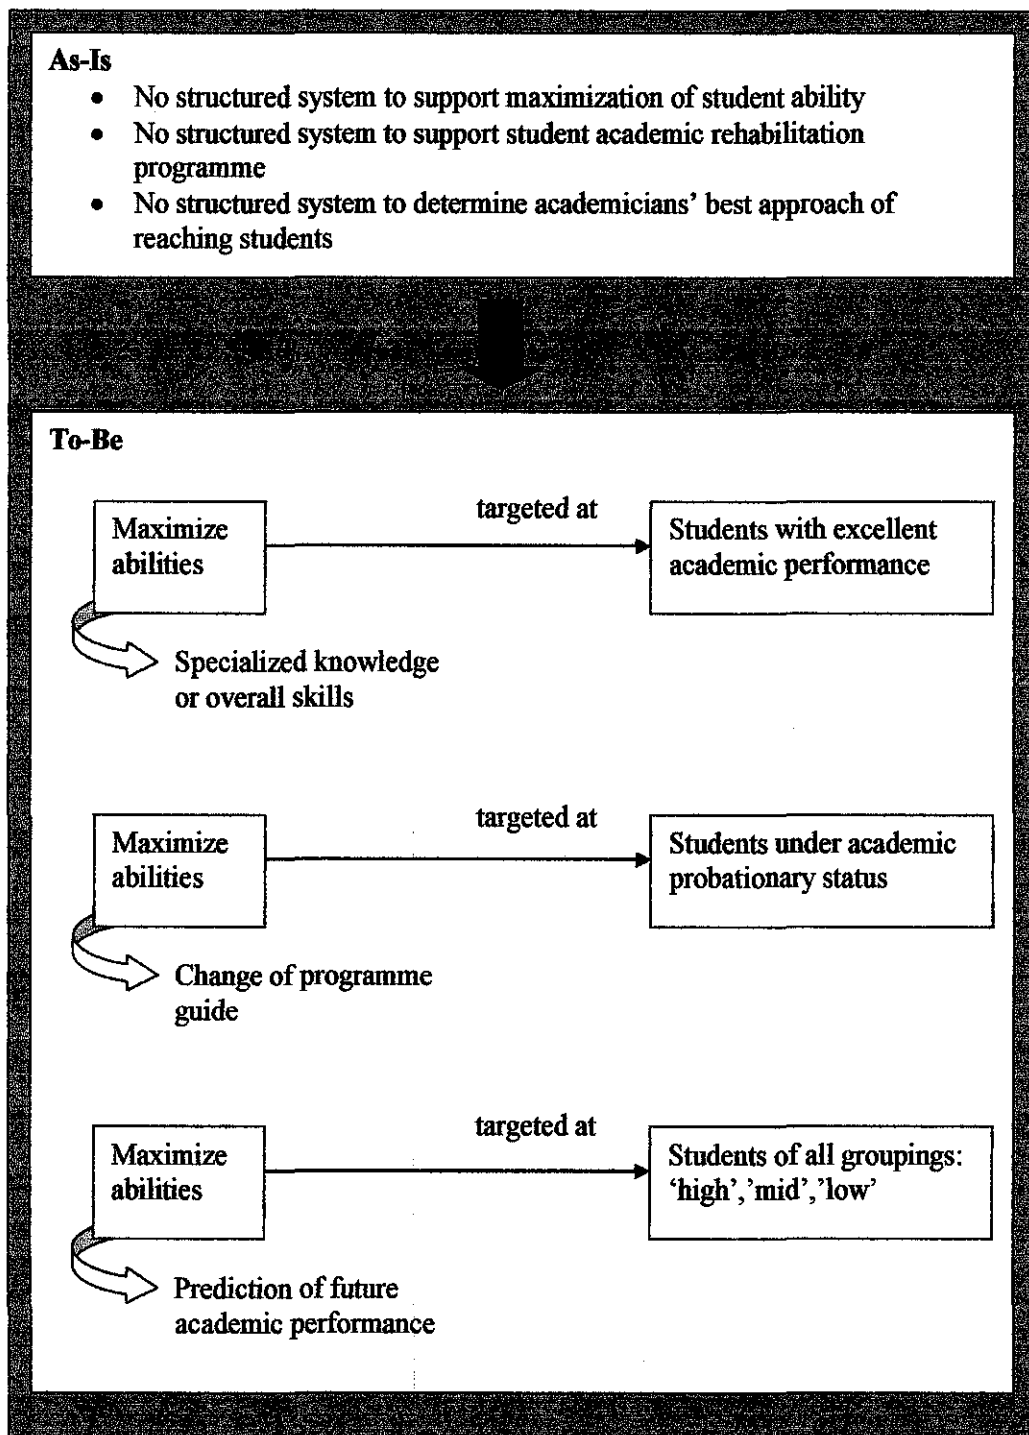 As-Is
• No structured system to support maximization of student ability
• No structured system to support student academic rehabilitation
programme
• No structured system to determine academicians' best approach of
reaching students
To-Be
Maximize
abilities
targeted at
Students with excellent
academic performance
Specialized knowledge
or overall skills
Maximize
abilities
targeted at
Students under academic
probationary status
Change of programme
guide
Maximize
abilities
targeted at
Students of all groupings:
‘high’,’mid’,’low’
Prediction of future
academic performance